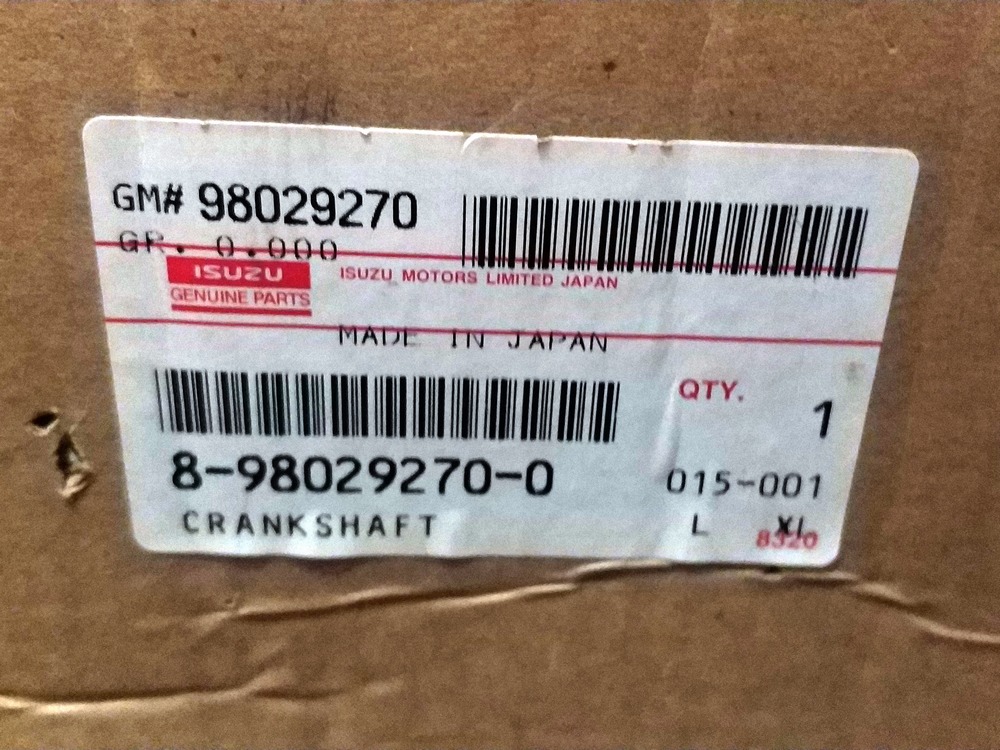 GM# 98029270
GR. 0.000
ISUZU
GENUINE PARTS
ISUZU MOTORS LIMITED JAPAN
MADE IN JAPAN
QTY.
1
8-98029270-0
015-001
CRANKSHAFT
L XL
8320